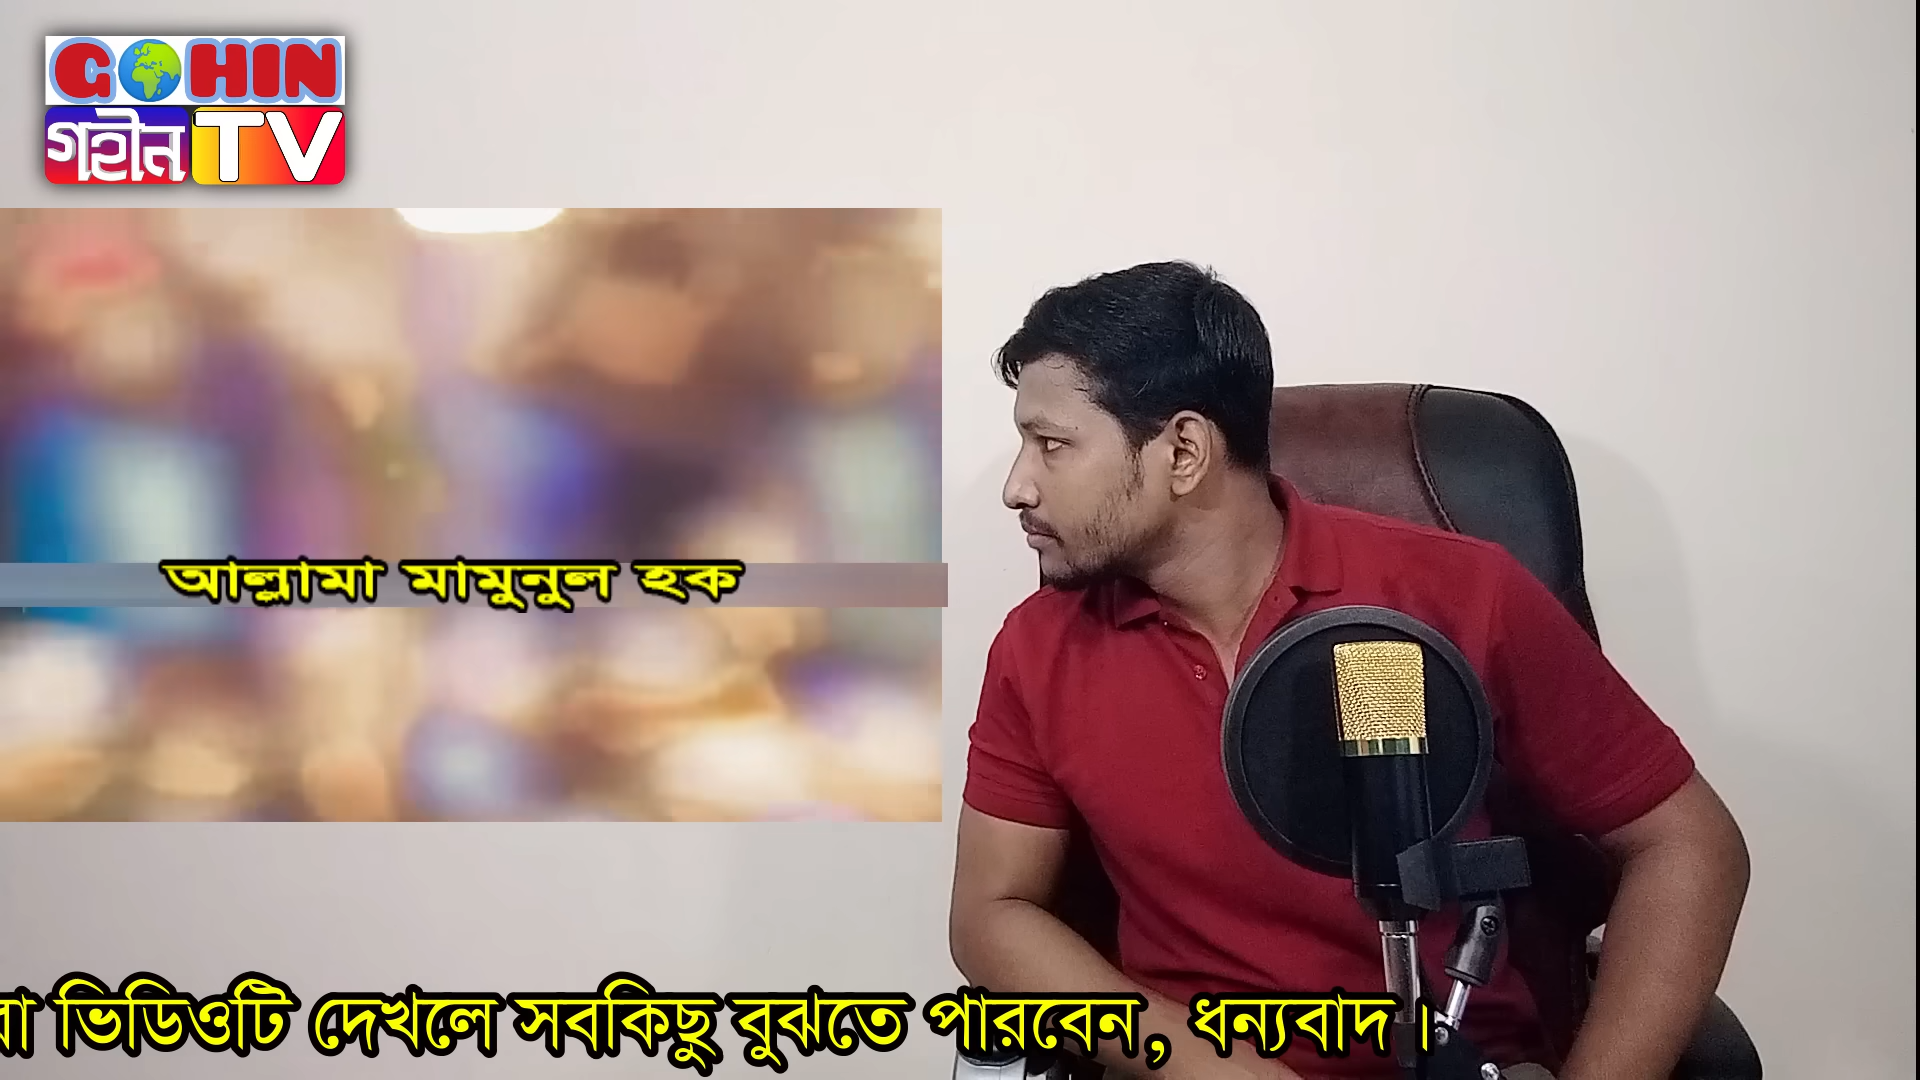 GOHIN
গহীন TV
আল্লামা মামুনুল হক
ভিডিওটি দেখলে সবকিছু বুঝতে পারবেন, ধন্যবাদ।